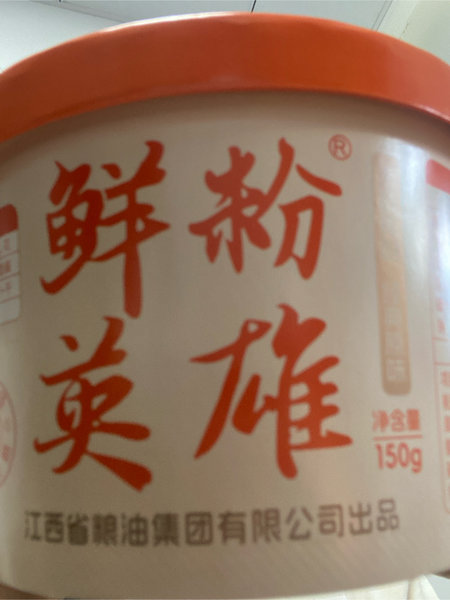 鲜粉®
英雄
净含量
150g
江西省粮油集团有限公司出品